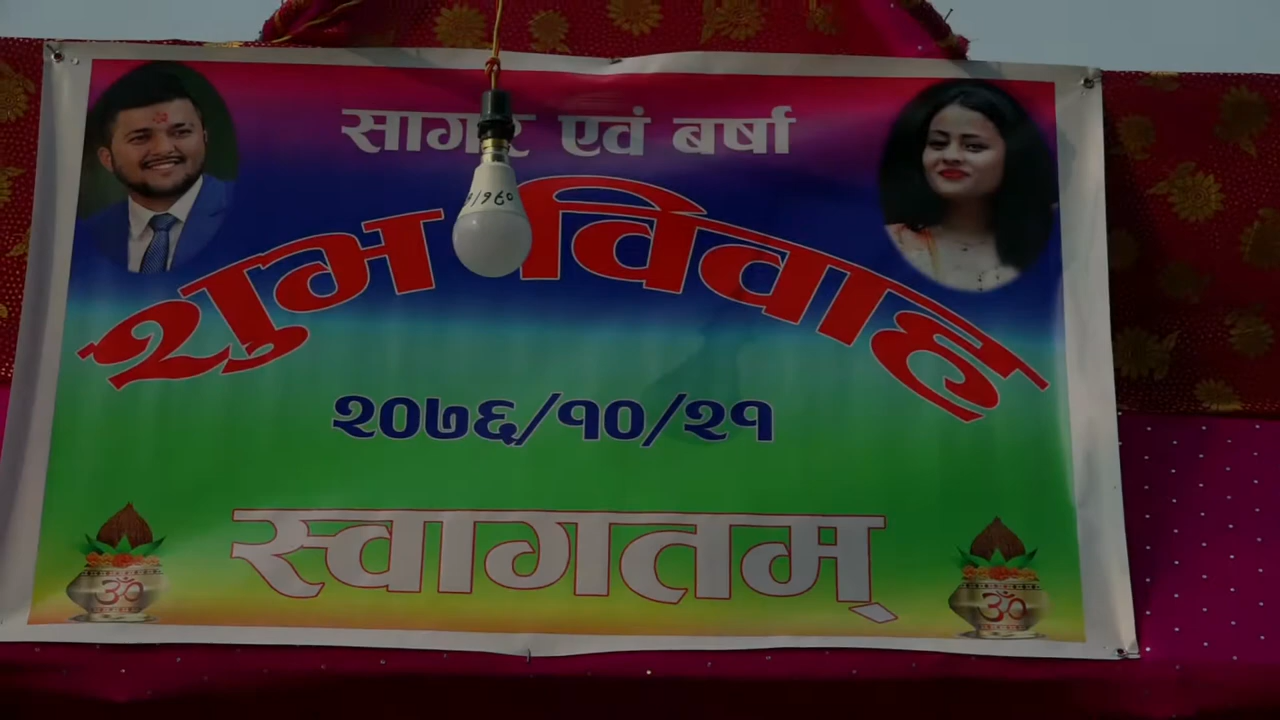 सागर एवं बर्षा
शुभ विवाह
२०७६/१०/२१
स्वागतम्
ॐ
ॐ